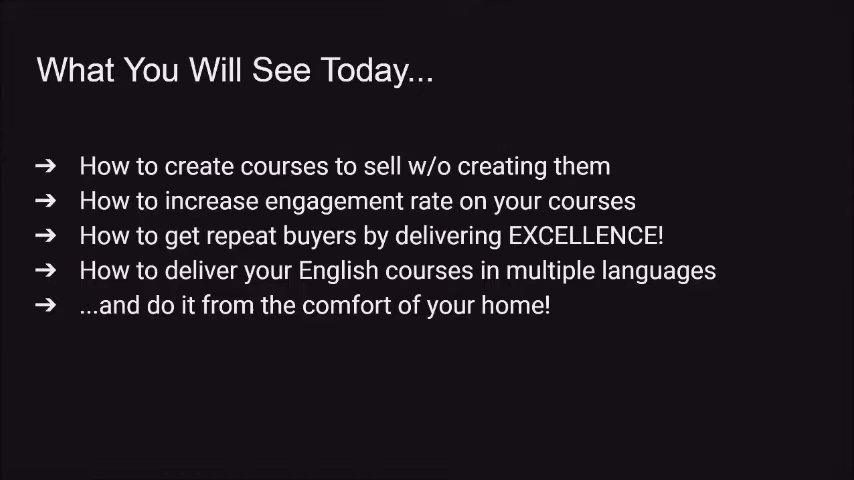 What You Will See Today...
➔ How to create courses to sell w/o creating them
➔ How to increase engagement rate on your courses
➔ How to get repeat buyers by delivering EXCELLENCE!
➔ How to deliver your English courses in multiple languages
➔ ...and do it from the comfort of your home!